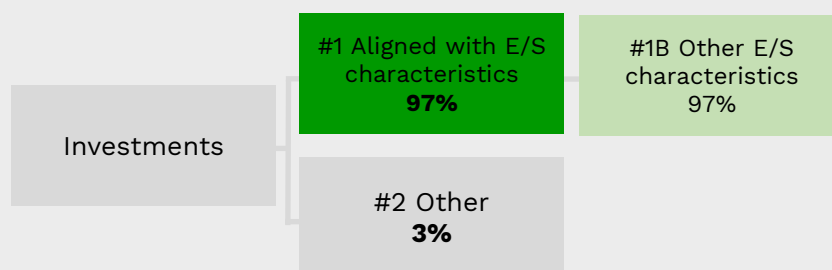 #1 Aligned with E/S
characteristics
97%
#1B Other E/S
characteristics
97%
Investments
#2 Other
3%